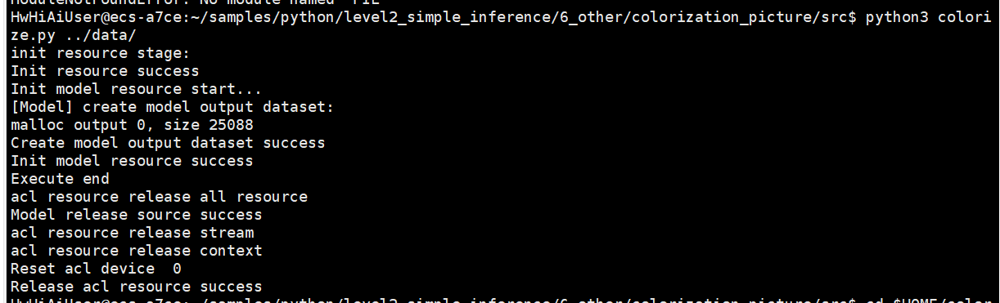 ModuleNotFoundError: No module named 'PIL'
HwHiAiUser@ecs-a7ce:~/samples/python/level2_simple_inference/6_other/colorization_picture/src$ python3 colori
ze.py ../data/
init resource stage:
Init resource success
Init model resource start...
[Model] create model output dataset:
malloc output 0, size 25088
Create model output dataset success
Init model resource success
Execute end
acl resource release all resource
Model release source success
acl resource release stream
acl resource release context
Reset acl device  0
Release acl resource success
HwHiAiUser@ecs-a7ce:~/samples/python/level2_simple_inference/6_other/colorization_picture/src$ cd $HOME/color